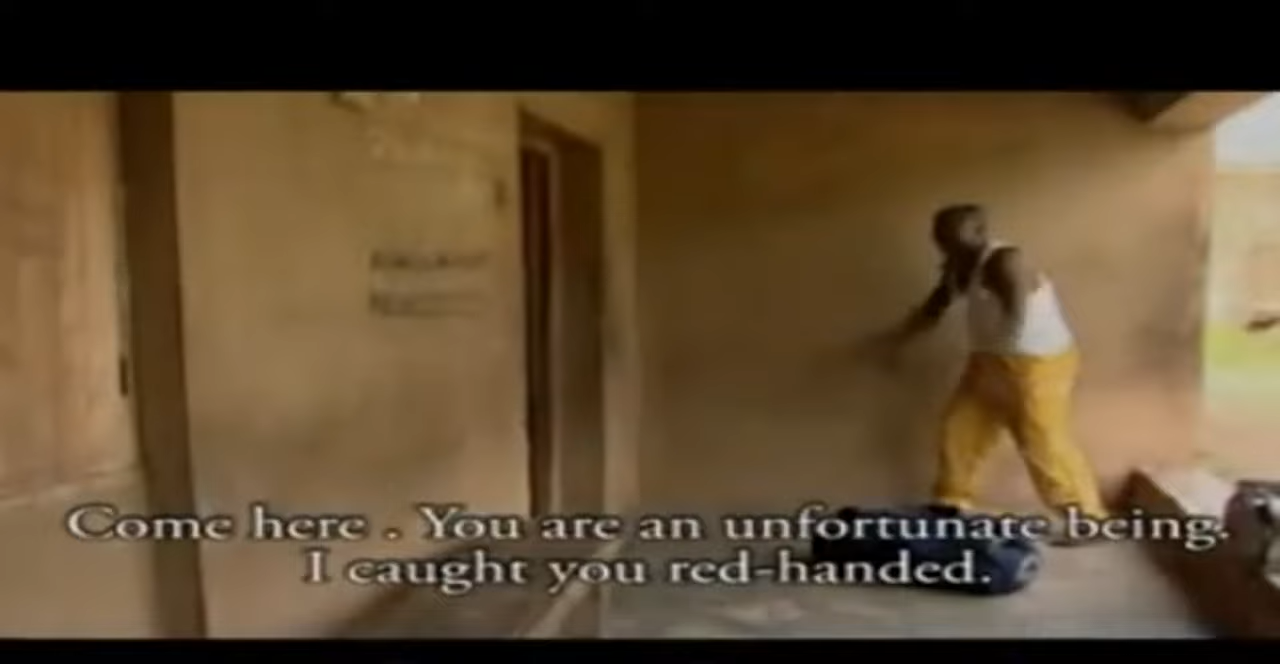 Come here . You are an unfortunate being.
I caught you red-handed.